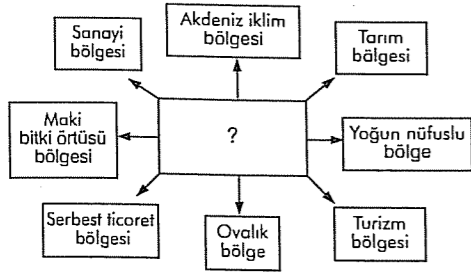 Sanayi
bölgesi
Akdeniz iklim
bölgesi
Tarım
bölgesi
Maki
bitki örtüsü
bölgesi
?
Yoğun nüfuslu
bölge
Serbest ticaret
bölgesi
Ovalık
bölge
Turizm
bölgesi